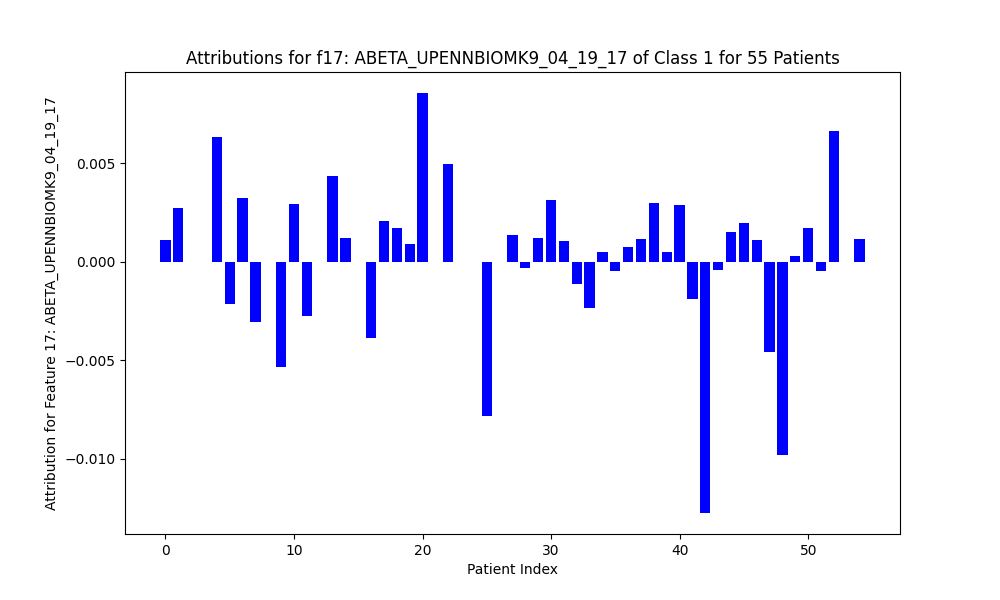 Attributions for f17: ABETA_UPENNBIOMK9_04_19_17 of Class 1 for 55 Patients
Attribution for Feature 17: ABETA_UPENNBIOMK9_04_19_17
0.005
0.000
−0.005
−0.010
0 10 20 30 40 50
Patient Index